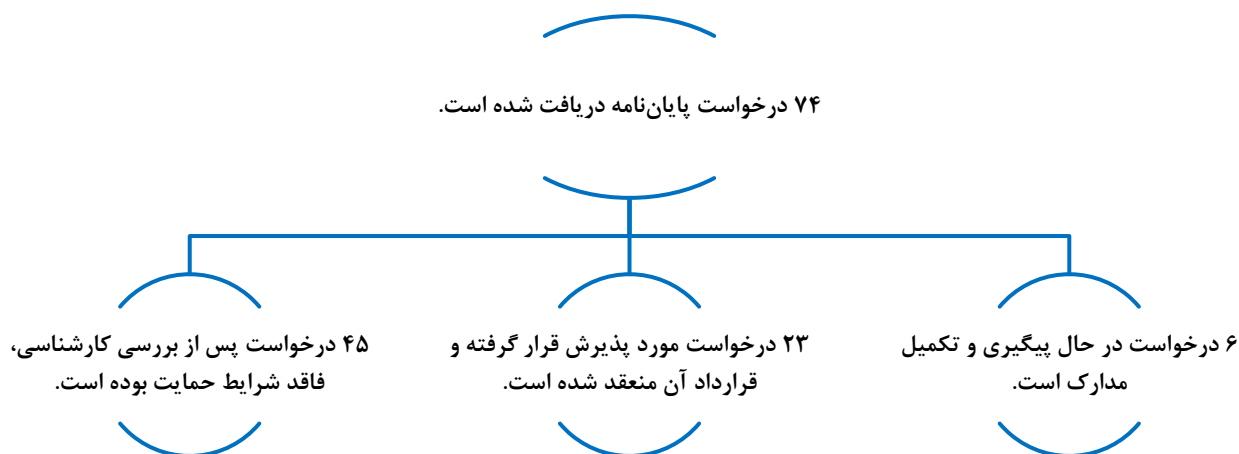 ۷۴ درخواست پایان‌نامه دریافت شده است.
۶ درخواست در حال پیگیری و تکمیل
مدارک است.
۲۳ درخواست مورد پذیرش قرار گرفته و
قرارداد آن منعقد شده است.
۴۵ درخواست پس از بررسی کارشناسی،
فاقد شرایط حمایت بوده است.